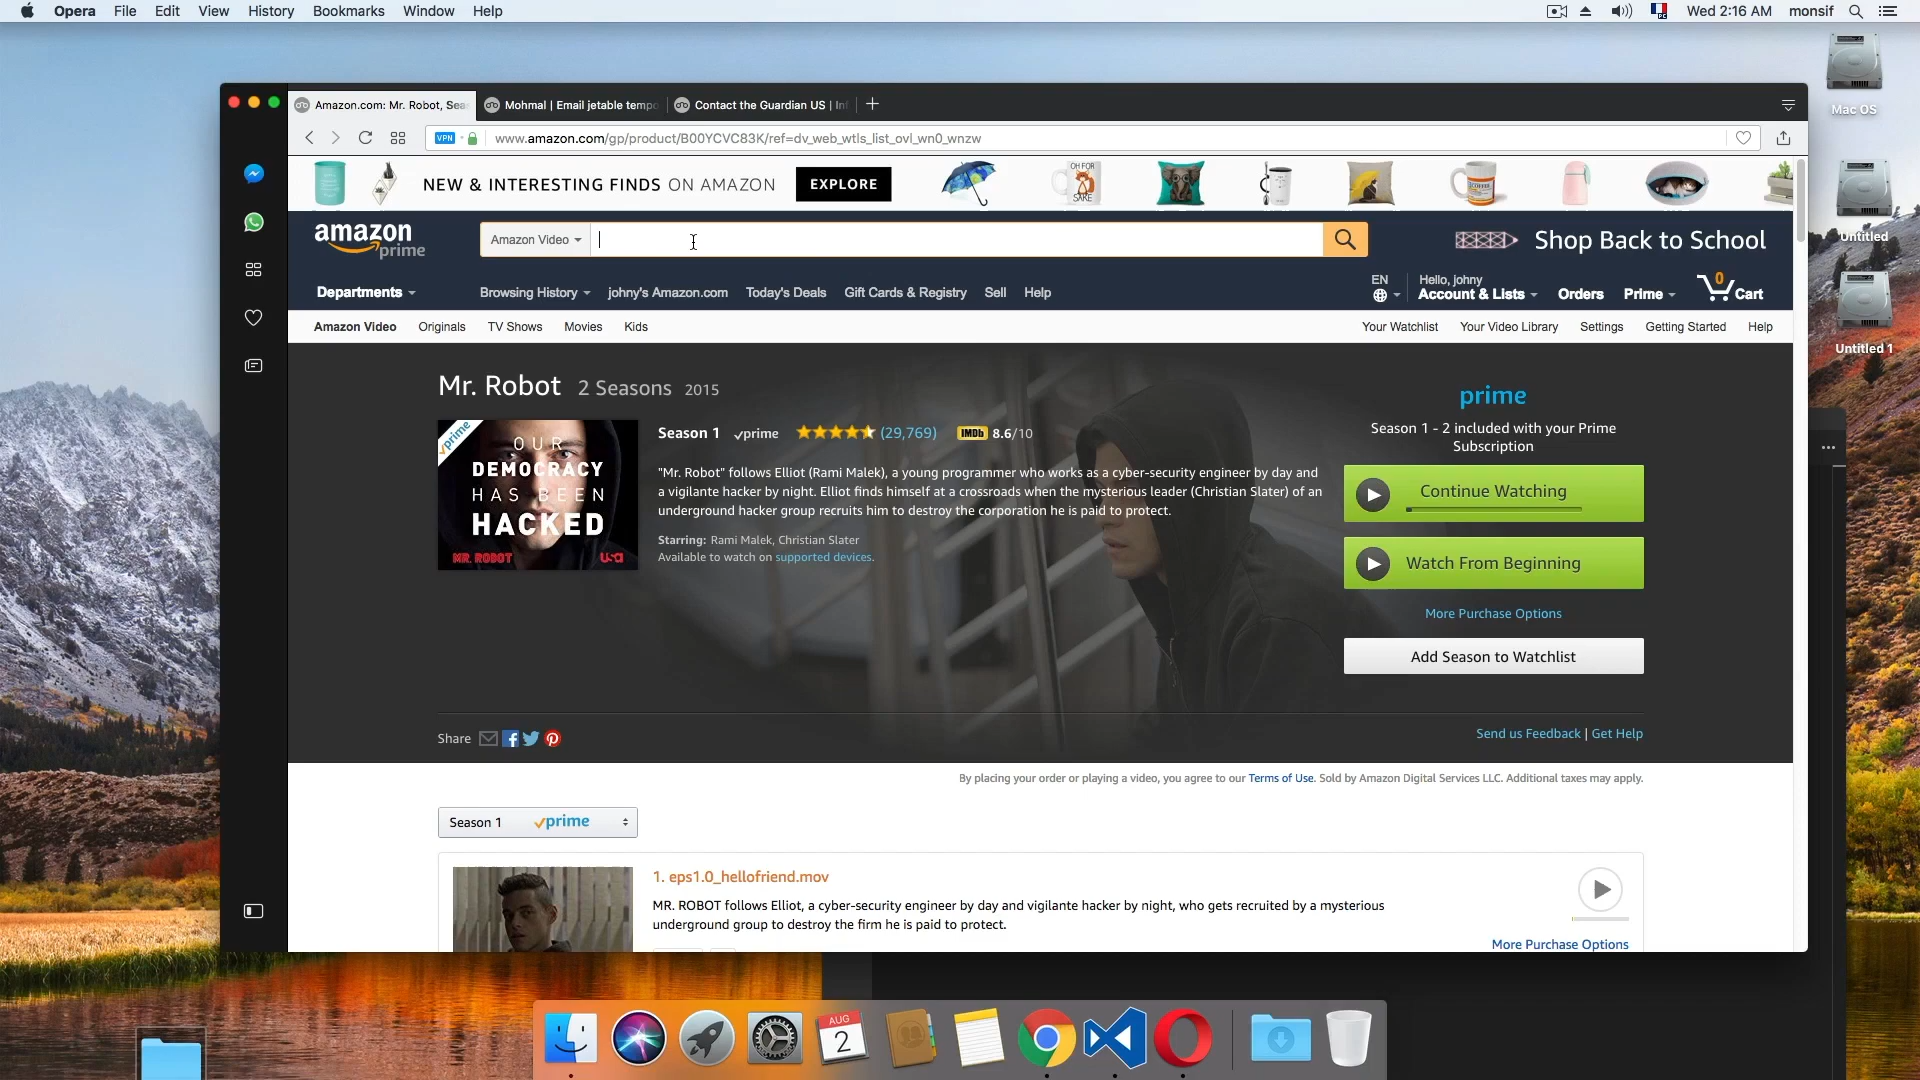 Opera File Edit View History Bookmarks Window Help
Wed 2:16 AM monsif
Mac OS
Untitled
Untitled 1
Amazon.com: Mr. Robot, Sea
Mohmal | Email jetable tempo
Contact the Guardian US | In
VPN
www.amazon.com/gp/product/B00YCVC83K/ref=dv_web_wtls_list_ovl_wn0_wnzw
NEW & INTERESTING FINDS ON AMAZON
EXPLORE
OH FOR
SAKE
COFFEE
amazon
prime
Amazon Video
Shop Back to School
Departments
Browsing History
johny's Amazon.com
Today's Deals
Gift Cards & Registry
Sell
Help
EN
Hello, johny
Account & Lists
Orders
Prime
0
Cart
Amazon Video
Originals
TV Shows
Movies
Kids
Your Watchlist
Your Video Library
Settings
Getting Started
Help
Mr. Robot 2 Seasons 2015
prime
OUR
DEMOCRACY
HAS BEEN
HACKED
MR. ROBOT
USA
Season 1 prime (29,769) IMDb 8.6/10
"Mr. Robot" follows Elliot (Rami Malek), a young programmer who works as a cyber-security engineer by day and
a vigilante hacker by night. Elliot finds himself at a crossroads when the mysterious leader (Christian Slater) of an
underground hacker group recruits him to destroy the corporation he is paid to protect.
Starring: Rami Malek, Christian Slater
Available to watch on supported devices.
prime
Season 1 - 2 included with your Prime
Subscription
Continue Watching
Watch From Beginning
More Purchase Options
Add Season to Watchlist
Share
Send us Feedback | Get Help
By placing your order or playing a video, you agree to our Terms of Use. Sold by Amazon Digital Services LLC. Additional taxes may apply.
Season 1 prime
1. eps1.0_hellofriend.mov
MR. ROBOT follows Elliot, a cyber-security engineer by day and vigilante hacker by night, who gets recruited by a mysterious
underground group to destroy the firm he is paid to protect.
More Purchase Options
AUG
2